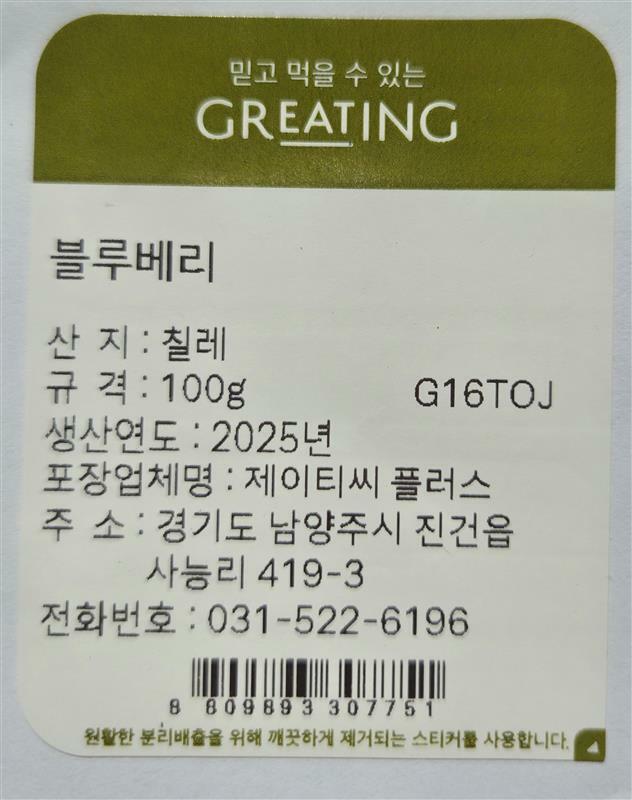 믿고 먹을 수 있는
GREATING
블루베리
산 지 : 칠레
규 격 : 100g G16TOJ
생산연도 : 2025년
포장업체명 : 제이티씨 플러스
주 소 : 경기도 남양주시 진건읍
사능리 419-3
전화번호 : 031-522-6196
8 809893 307751
원활한 분리배출을 위해 깨끗하게 제거되는 스티커를 사용합니다.